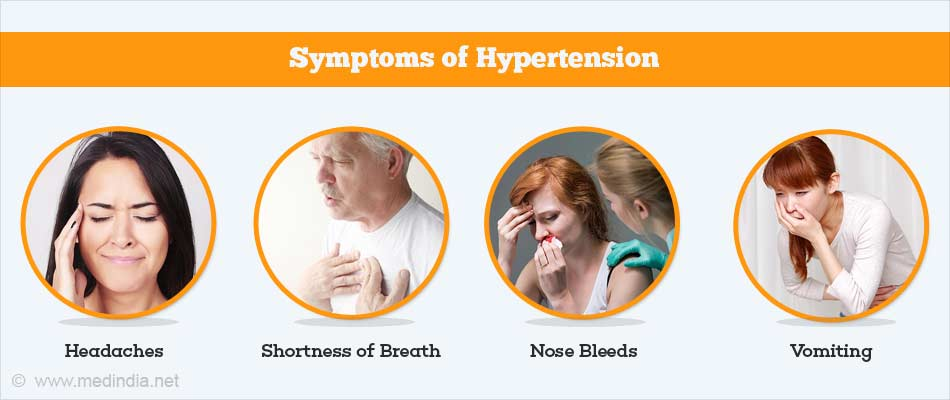 Symptoms of Hypertension
Headaches
Shortness of Breath
Nose Bleeds
Vomiting
© www.medindia.net